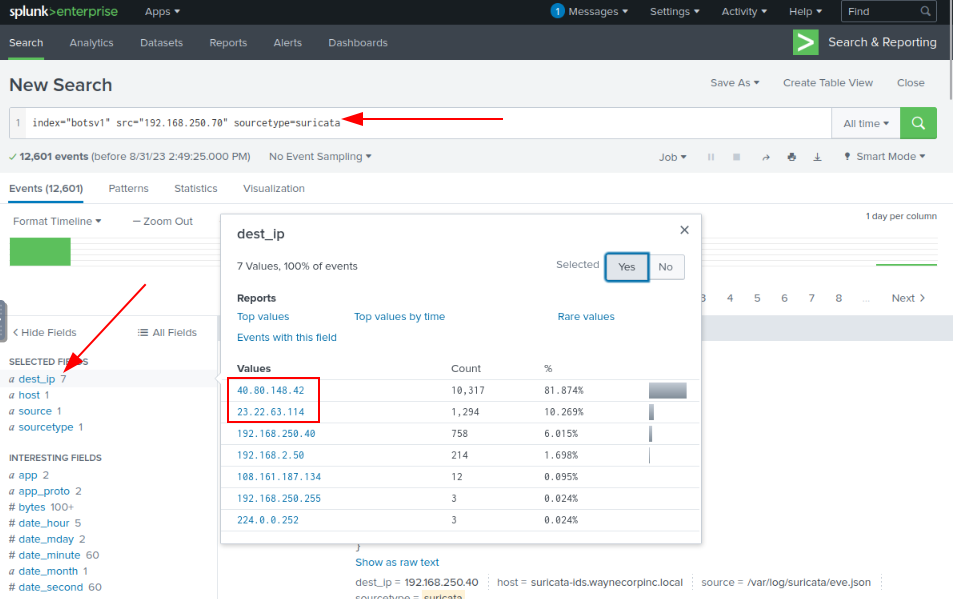 splunk>enterprise Apps ▾ 1 Messages ▾ Settings ▾ Activity ▾ Help ▾ Find
Search Analytics Datasets Reports Alerts Dashboards > Search & Reporting
New Search Save As ▾ Create Table View Close
1 index="botsv1" src="192.168.250.70" sourcetype=suricata All time ▾
✓ 12,601 events (before 8/31/23 2:49:25.000 PM) No Event Sampling ▾ Job ▾ Smart Mode ▾
Events (12,601) Patterns Statistics Visualization
Format Timeline ▾ — Zoom Out 1 day per column
dest_ip
7 Values, 100% of events Selected Yes No
Reports
Top values Top values by time Rare values
Events with this field
Values Count %
40.80.148.42 10,317 81.874%
23.22.63.114 1,294 10.269%
192.168.250.40 758 6.015%
192.168.2.50 214 1.698%
108.161.187.134 12 0.095%
192.168.250.255 3 0.024%
224.0.0.252 3 0.024%
3 4 5 6 7 8 ... Next >
< Hide Fields All Fields
SELECTED FIELDS
a dest_ip 7
a host 1
a source 1
a sourcetype 1
INTERESTING FIELDS
a app 2
a app_proto 2
# bytes 100+
# date_hour 5
# date_mday 2
# date_minute 60
a date_month 1
# date_second 60
}
Show as raw text
dest_ip = 192.168.250.40 host = suricata-ids.waynecorpinc.local source = /var/log/suricata/eve.json
sourcetype = suricata